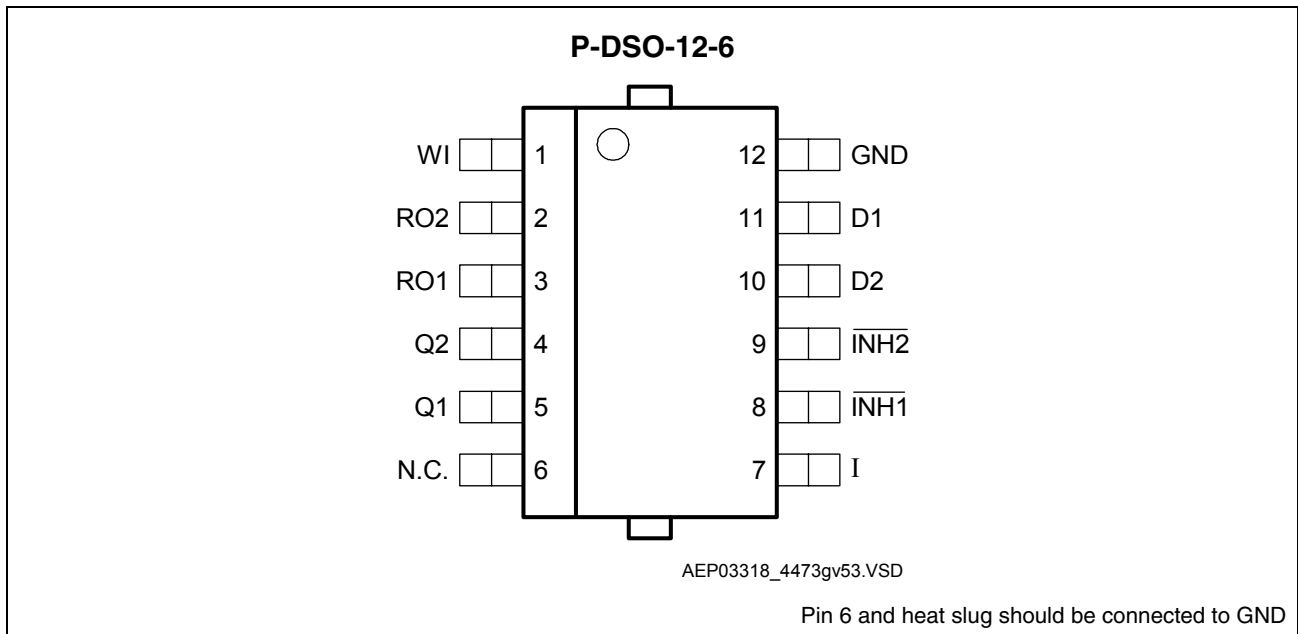 P-DSO-12-6
WI 1 12 GND
RO2 2 11 D1
RO1 3 10 D2
Q2 4 9 INH2
Q1 5 8 INH1
N.C. 6 7 I
AEP03318_4473gv53.VSD
Pin 6 and heat slug should be connected to GND